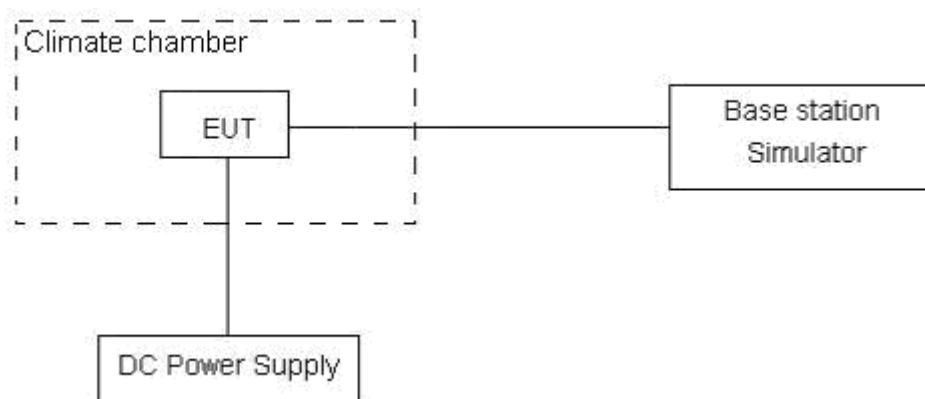 Climate chamber
EUT
Base station
Simulator
DC Power Supply